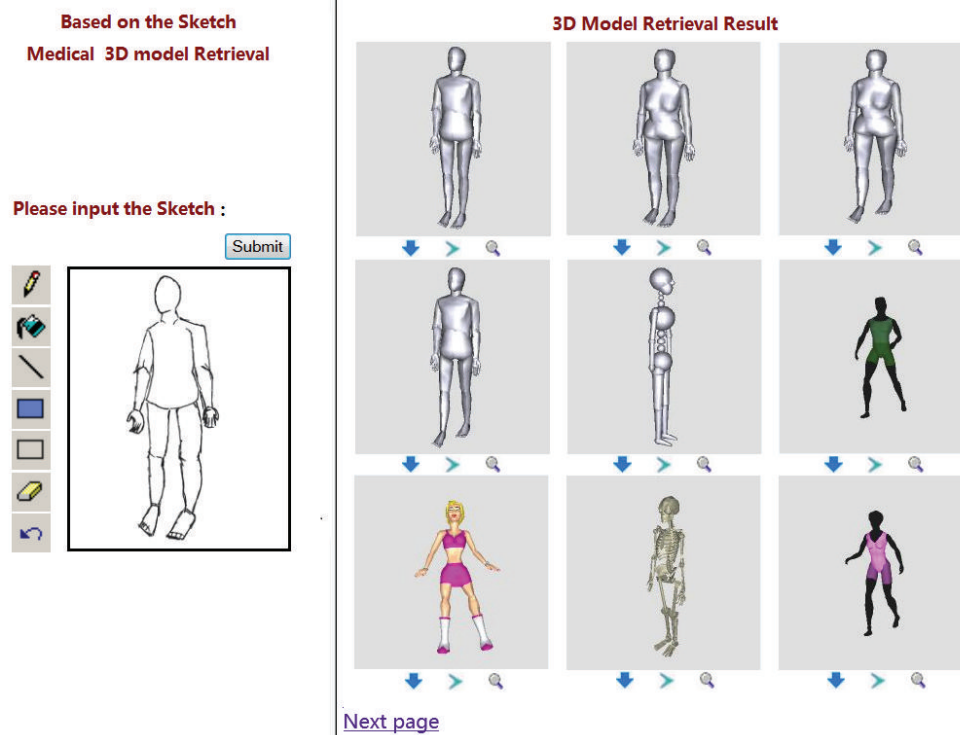 Based on the Sketch
Medical 3D model Retrieval
Please input the Sketch :
Submit
3D Model Retrieval Result
Next page